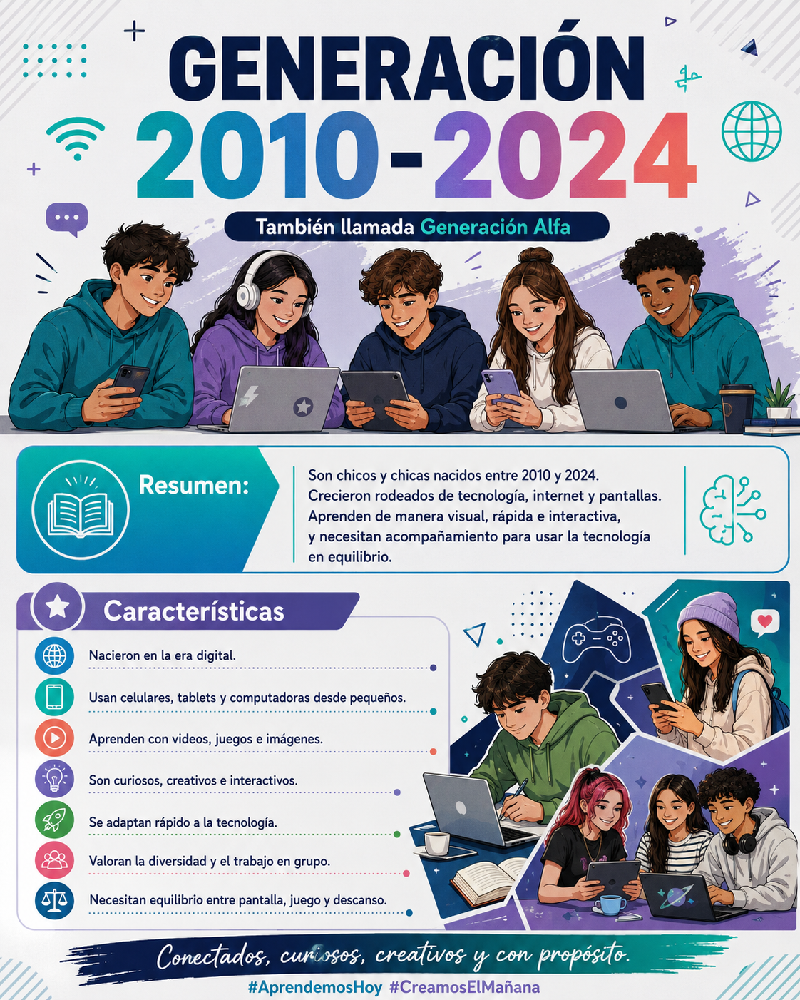 GENERACIÓN
2010-2024
También llamada Generación Alfa
Resumen:
Son chicos y chicas nacidos entre 2010 y 2024.
Crecieron rodeados de tecnología, internet y pantallas.
Aprenden de manera visual, rápida e interactiva,
y necesitan acompañamiento para usar la tecnología
en equilibrio.
Características
Nacieron en la era digital.
Usan celulares, tablets y computadoras desde pequeños.
Aprenden con videos, juegos e imágenes.
Son curiosos, creativos e interactivos.
Se adaptan rápido a la tecnología.
Valoran la diversidad y el trabajo en grupo.
Necesitan equilibrio entre pantalla, juego y descanso.
Conectados, curiosos, creativos y con propósito.
#AprendemosHoy #CreamosElMañana